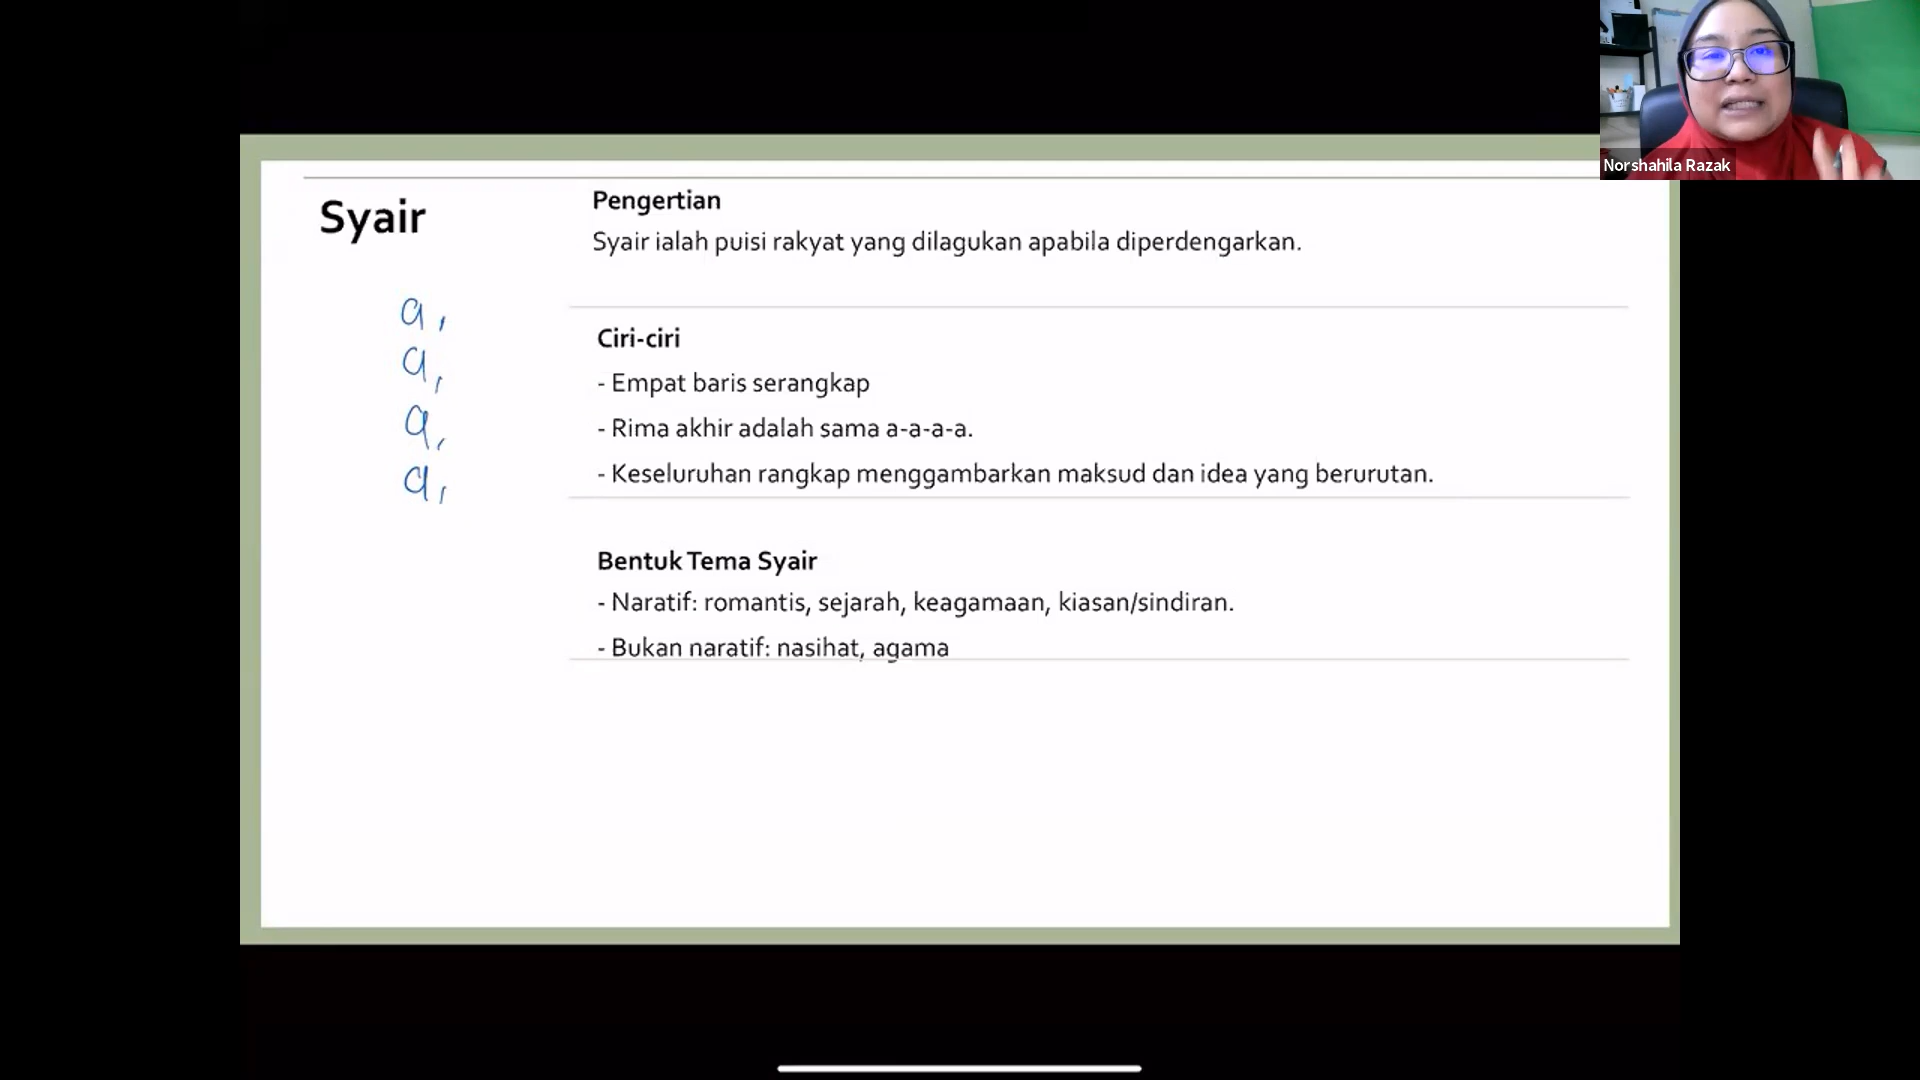 Norshahila Razak
Syair
a,
a,
a,
a,
Pengertian
Syair ialah puisi rakyat yang dilagukan apabila diperdengarkan.
Ciri-ciri
- Empat baris serangkap
- Rima akhir adalah sama a-a-a-a.
- Keseluruhan rangkap menggambarkan maksud dan idea yang berurutan.
Bentuk Tema Syair
- Naratif: romantis, sejarah, keagamaan, kiasan/sindiran.
- Bukan naratif: nasihat, agama